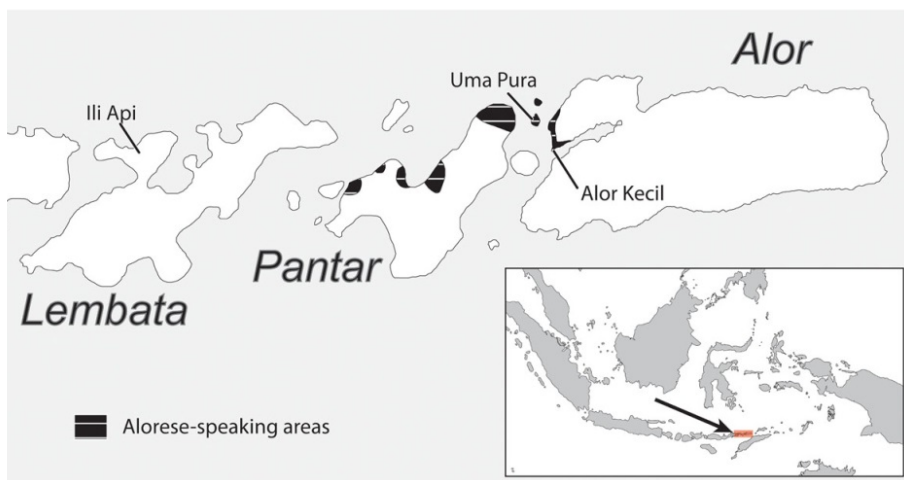 Alor
Uma Pura
Ili Api
Alor Kecil
Pantar
Lembata
Alorese-speaking areas